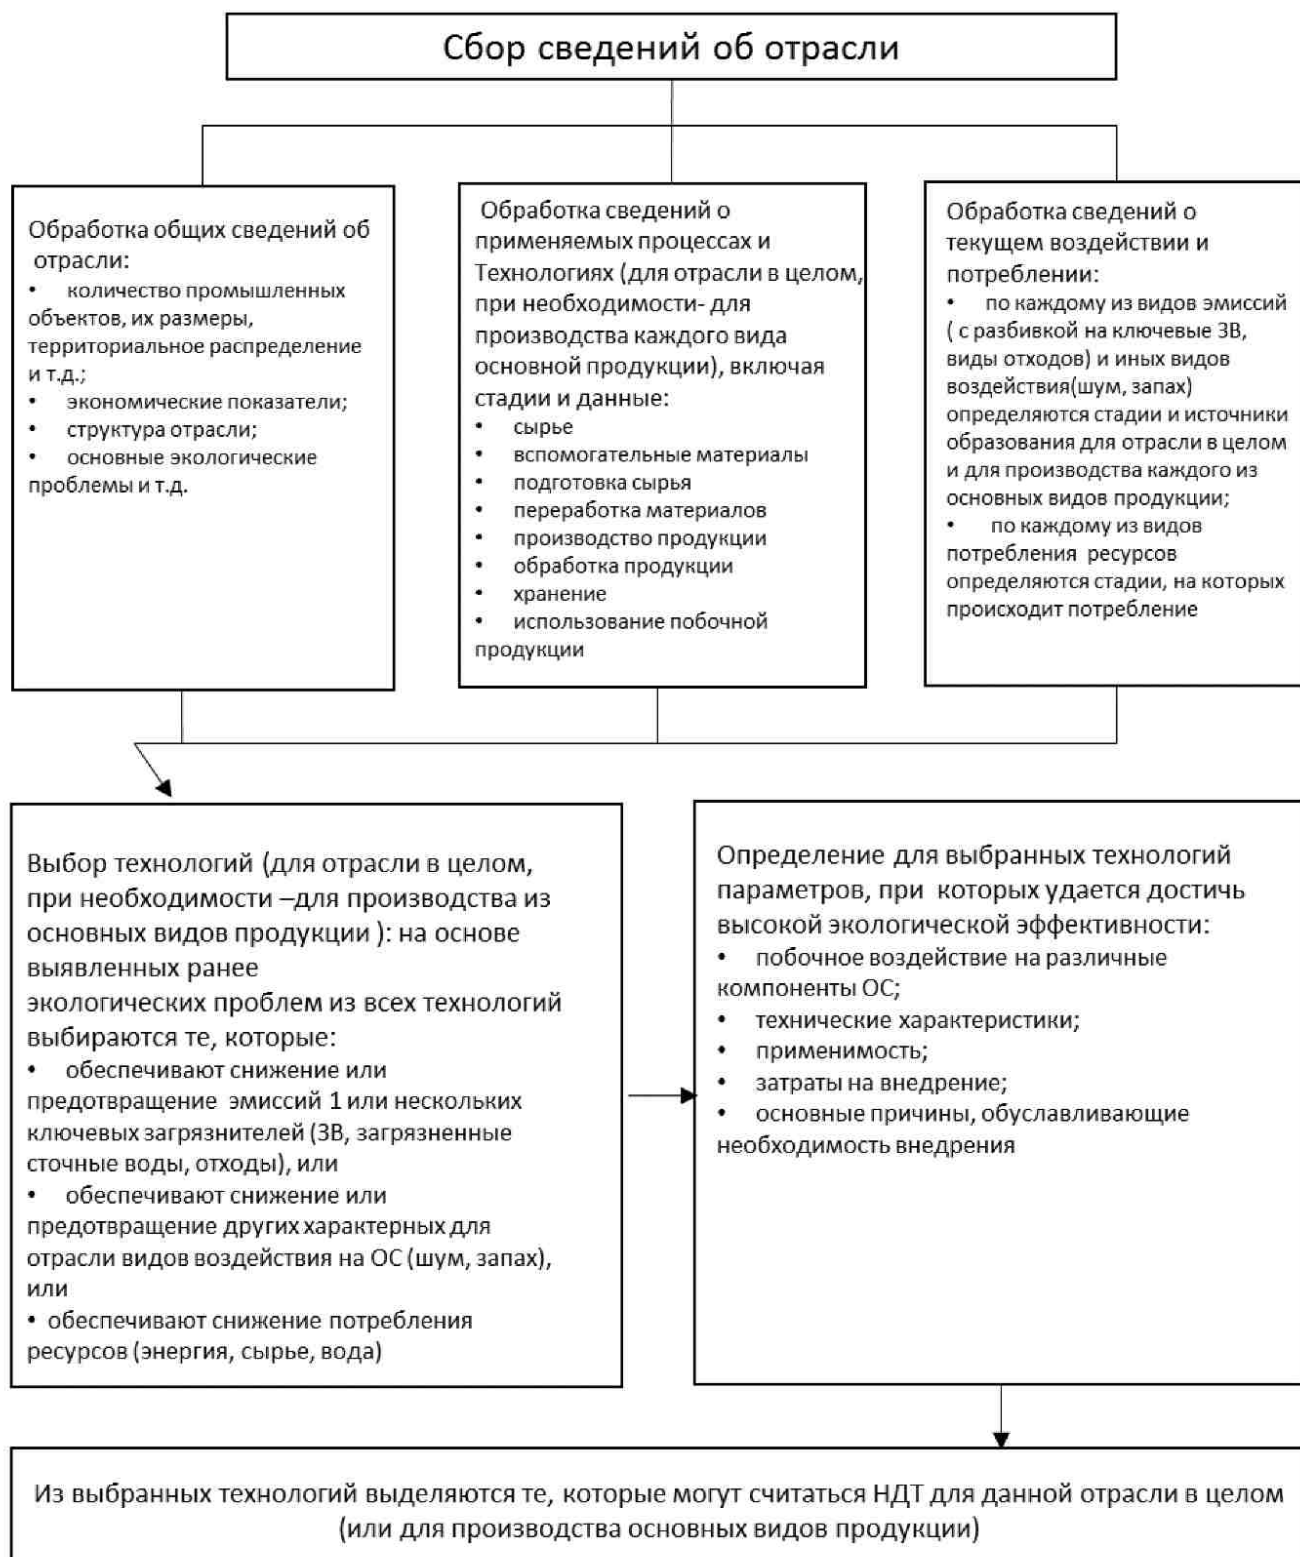 Сбор сведений об отрасли
Обработка общих сведений об
отрасли:
• количество промышленных
объектов, их размеры,
территориальное распределение
и т.д.;
• экономические показатели;
• структура отрасли;
• основные экологические
проблемы и т.д.
Обработка сведений о
применяемых процессах и
Технологиях (для отрасли в целом,
при необходимости- для
производства каждого вида
основной продукции), включая
стадии и данные:
• сырье
• вспомогательные материалы
• подготовка сырья
• переработка материалов
• производство продукции
• обработка продукции
• хранение
• использование побочной
продукции
Обработка сведений о
текущем воздействии и
потреблении:
• по каждому из видов эмиссий
( с разбивкой на ключевые ЗВ,
виды отходов) и иных видов
воздействия(шум, запах)
определяются стадии и источники
образования для отрасли в целом
и для производства каждого из
основных видов продукции;
• по каждому из видов
потребления ресурсов
определяются стадии, на которых
происходит потребление
Выбор технологий (для отрасли в целом,
при необходимости –для производства из
основных видов продукции ): на основе
выявленных ранее
экологических проблем из всех технологий
выбираются те, которые:
• обеспечивают снижение или
предотвращение эмиссий 1 или нескольких
ключевых загрязнителей (ЗВ, загрязненные
сточные воды, отходы), или
• обеспечивают снижение или
предотвращение других характерных для
отрасли видов воздействия на ОС (шум, запах),
или
• обеспечивают снижение потребления
ресурсов (энергия, сырье, вода)
Определение для выбранных технологий
параметров, при которых удается достичь
высокой экологической эффективности:
• побочное воздействие на различные
компоненты ОС;
• технические характеристики;
• применимость;
• затраты на внедрение;
• основные причины, обуславливающие
необходимость внедрения
Из выбранных технологий выделяются те, которые могут считаться НДТ для данной отрасли в целом
(или для производства основных видов продукции)